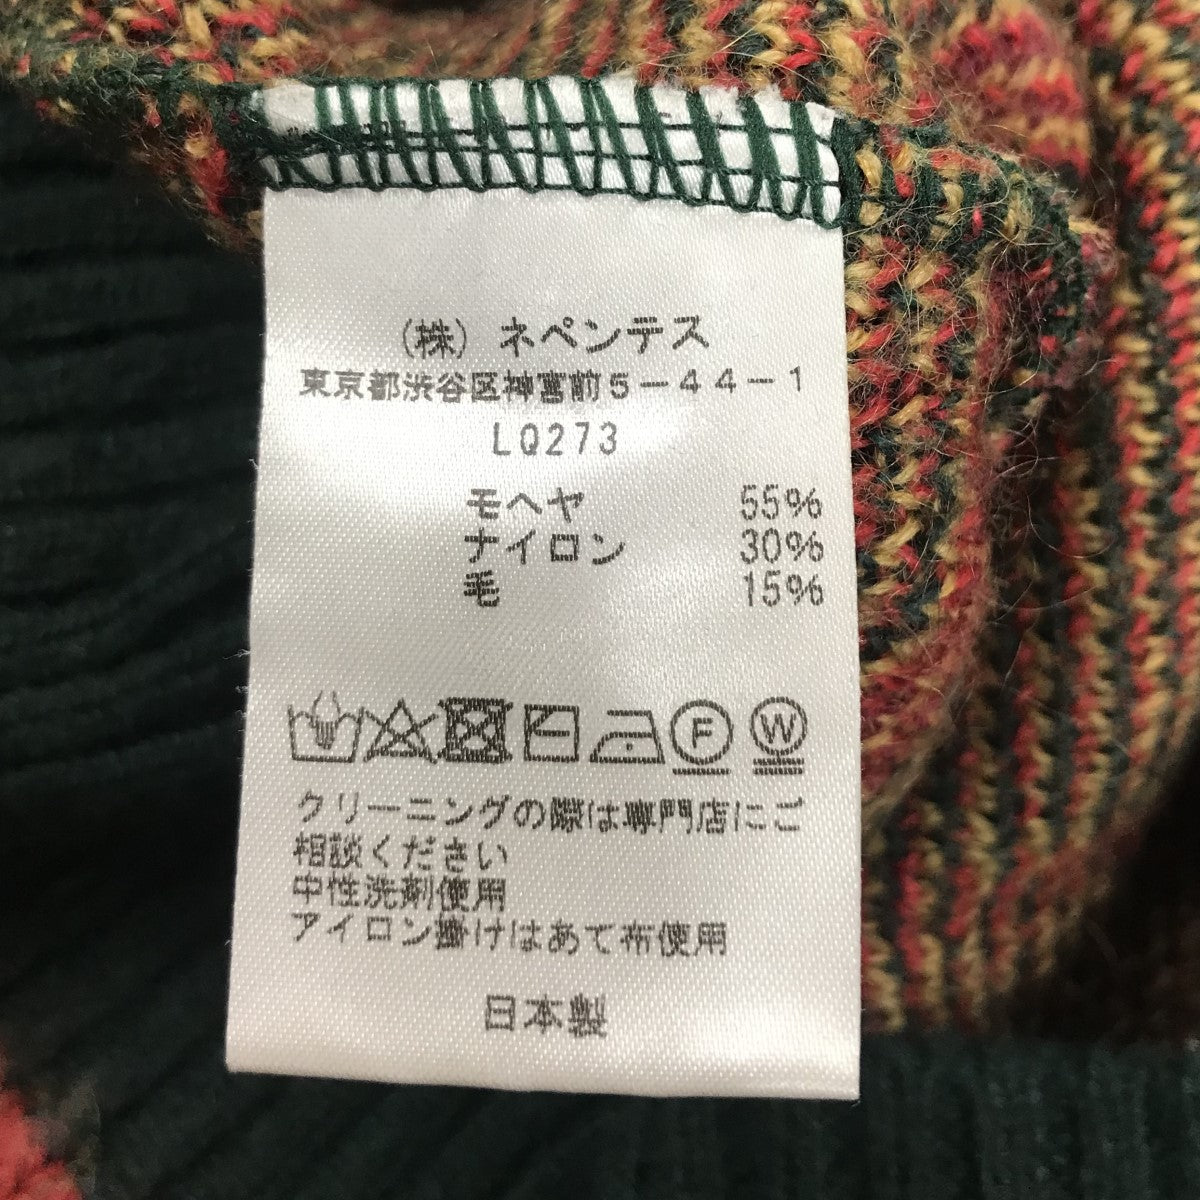 (株) ネペンテス
東京都渋谷区神宮前5-44-1
LQ273
モヘヤ 55%
ナイロン 30%
毛 15%
F W
クリーニングの際は専門店にご
相談ください
中性洗剤使用
アイロン掛けはあて布使用
日本製